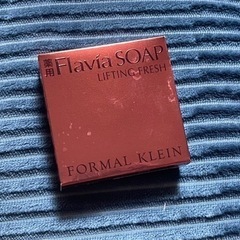 薬用 Flavia SOAP
LIFTING FRESH
FORMAL KLEIN